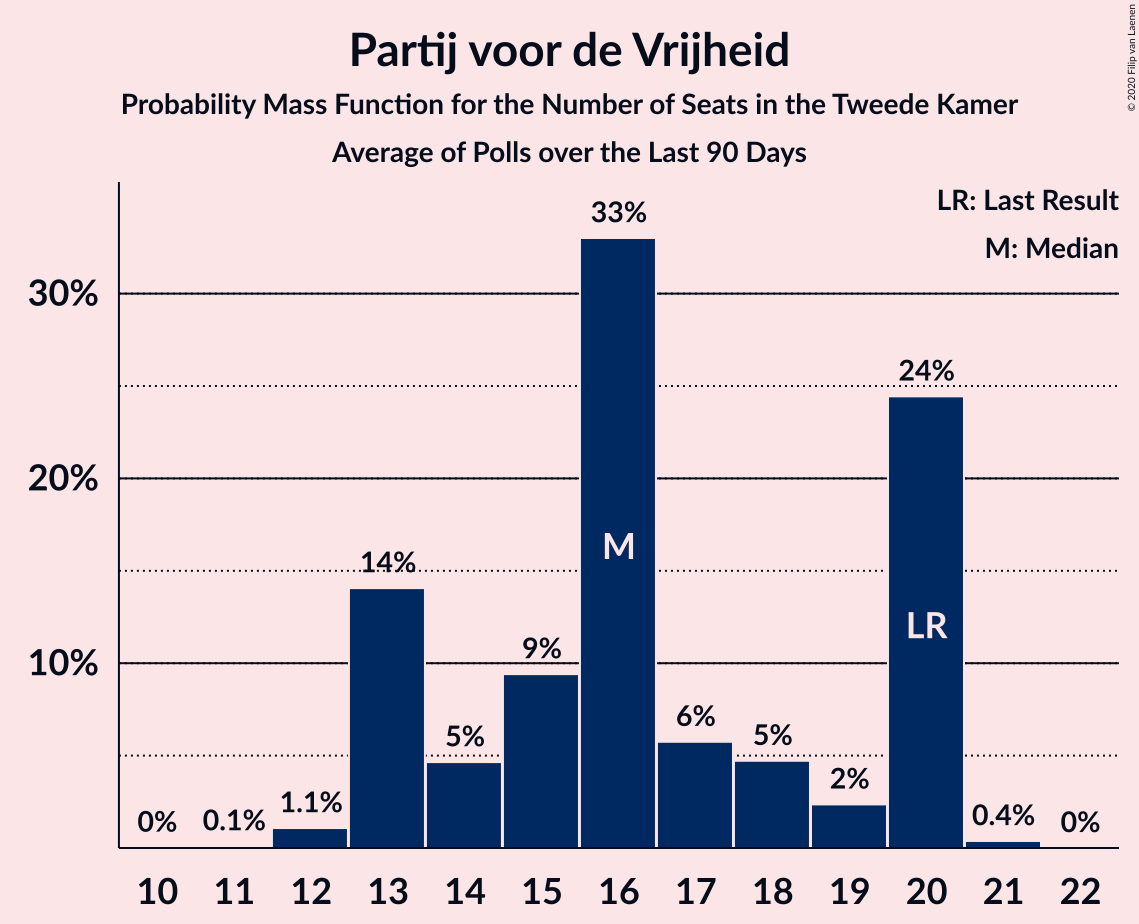 Partij voor de Vrijheid
Probability Mass Function for the Number of Seats in the Tweede Kamer
Average of Polls over the Last 90 Days
© 2020 Filip van Laenen
LR: Last Result
M: Median
33%
30%
24%
20%
M
14%
LR
10%
9%
6%
5%
5%
2%
1.1%
0.4%
0%
0.1%
0%
10 11 12 13 14 15 16 17 18 19 20 21 22